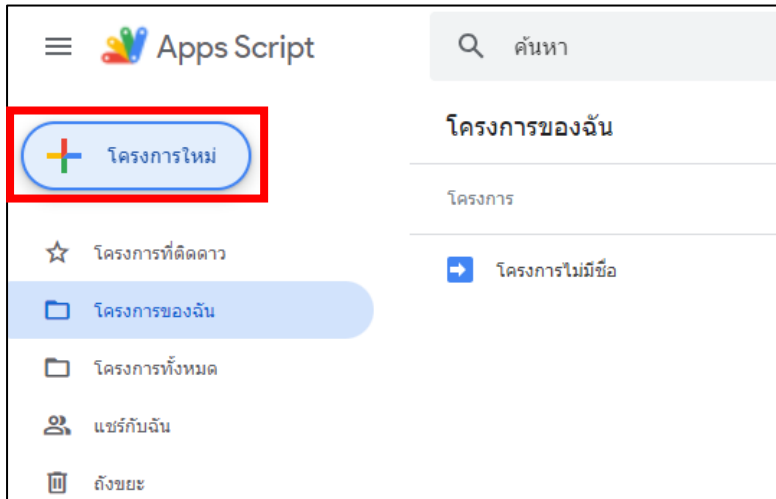 Apps Script
ค้นหา
โครงการใหม่
โครงการของฉัน
โครงการ
โครงการที่ติดดาว
โครงการไม่มีชื่อ
โครงการของฉัน
โครงการทั้งหมด
แชร์กับฉัน
ถังขยะ